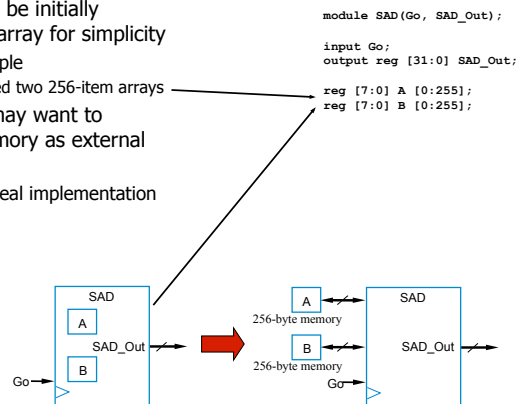 be initially
array for simplicity
ple
ed two 256-item arrays
may want to
mory as external
eal implementation
module SAD(Go, SAD_Out);
input Go;
output reg [31:0] SAD_Out;
reg [7:0] A [0:255];
reg [7:0] B [0:255];
SAD
A
SAD_Out
B
Go
A
256-byte memory
B
256-byte memory
Go
SAD
SAD_Out